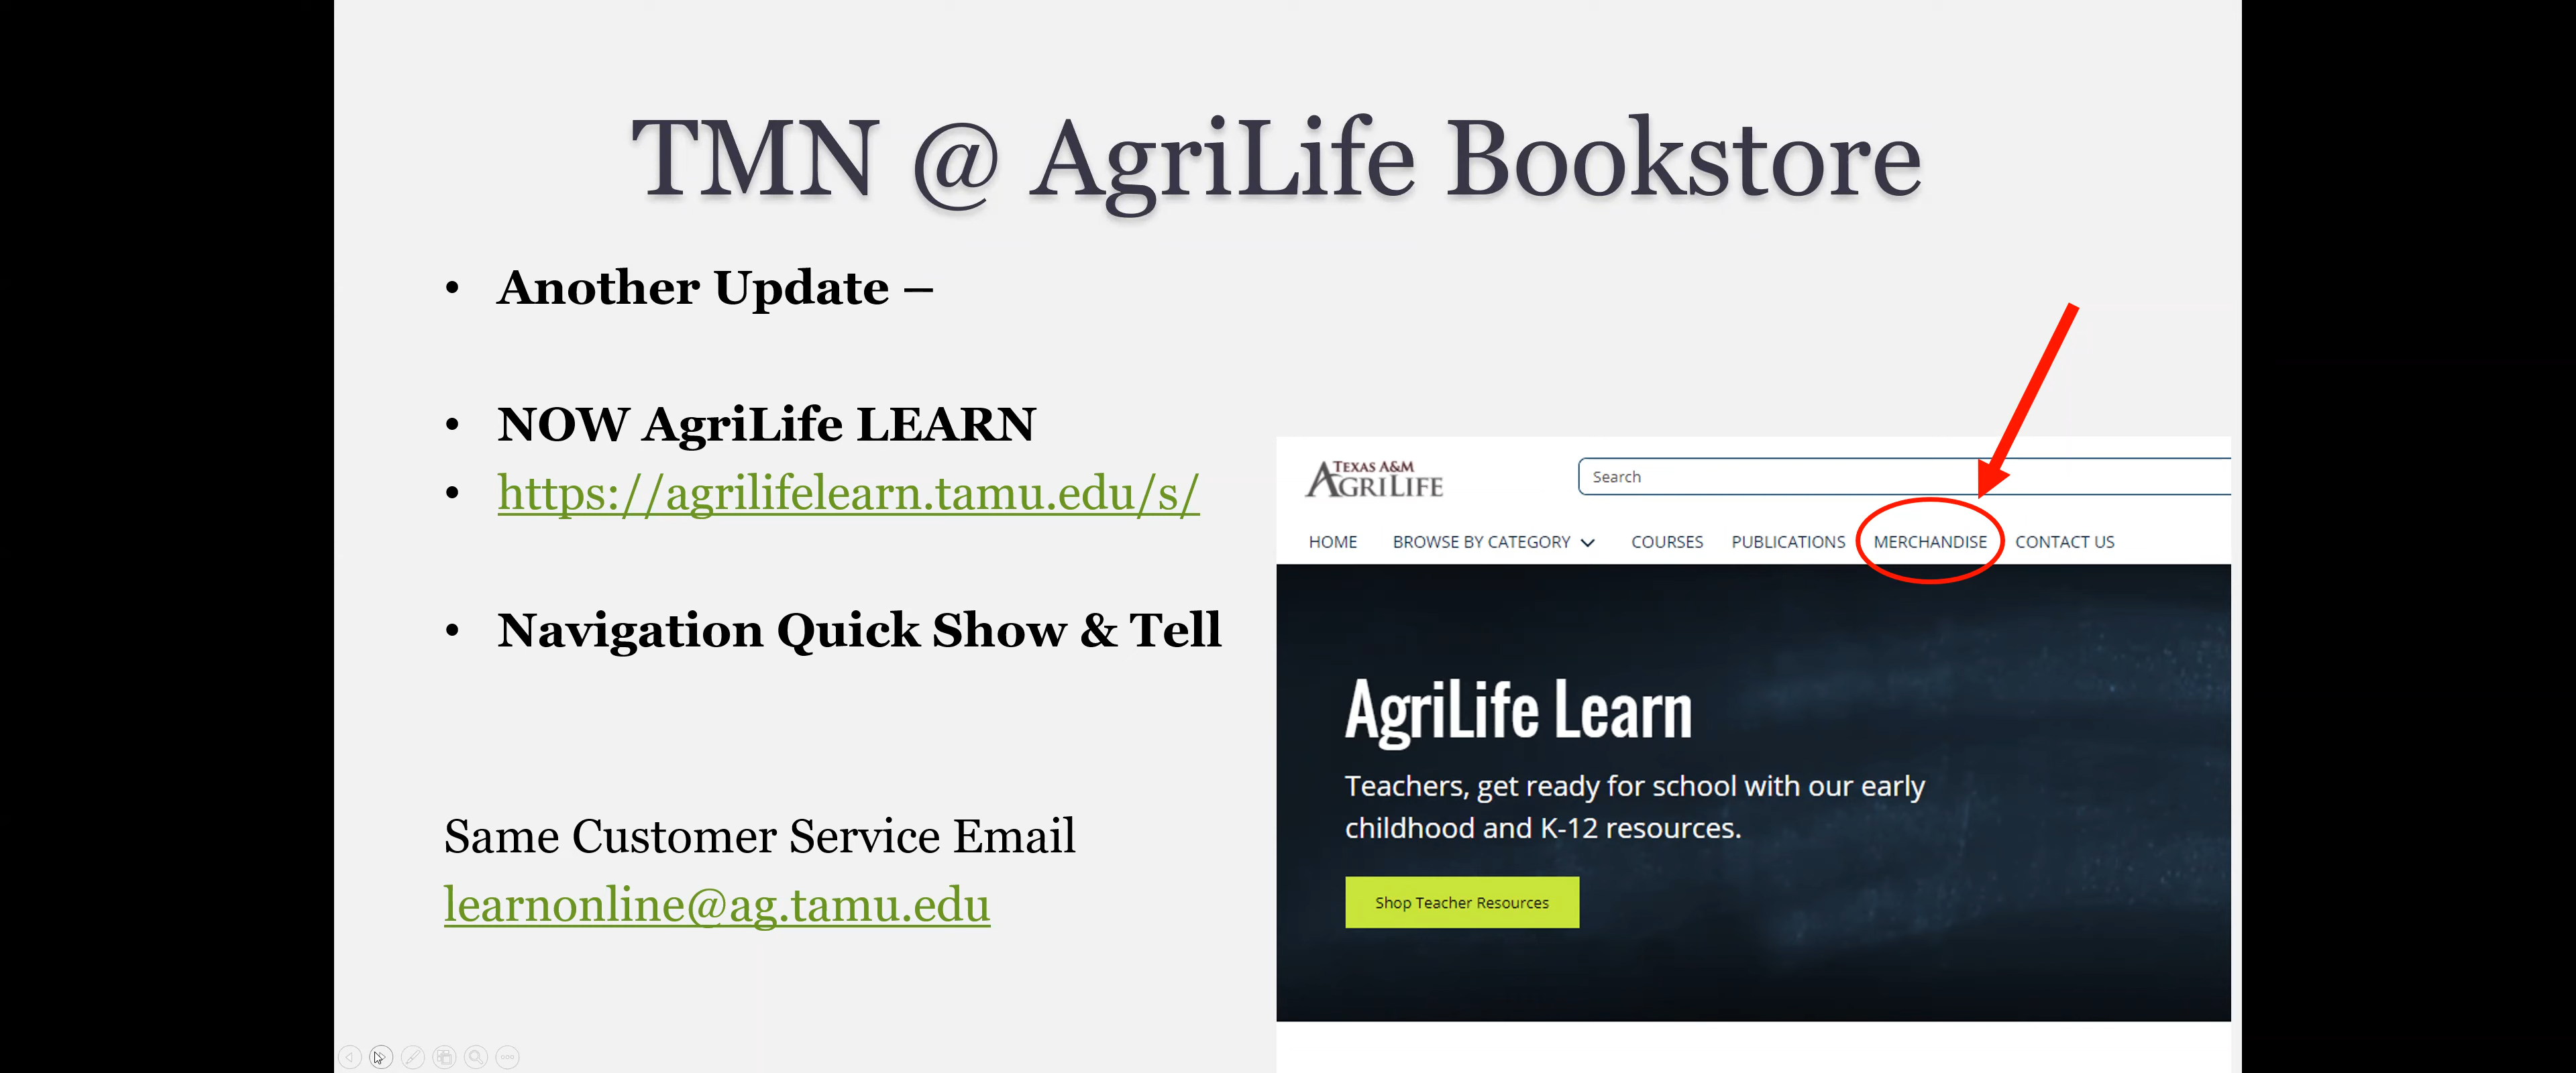 TMN @ AgriLife Bookstore
• Another Update –
• NOW AgriLife LEARN
• https://agrilifelearn.tamu.edu/s/
• Navigation Quick Show & Tell
Same Customer Service Email
learnonline@ag.tamu.edu
TEXAS A&M
AGRILIFE
Search
HOME BROWSE BY CATEGORY COURSES PUBLICATIONS MERCHANDISE CONTACT US
AgriLife Learn
Teachers, get ready for school with our early
childhood and K-12 resources.
Shop Teacher Resources